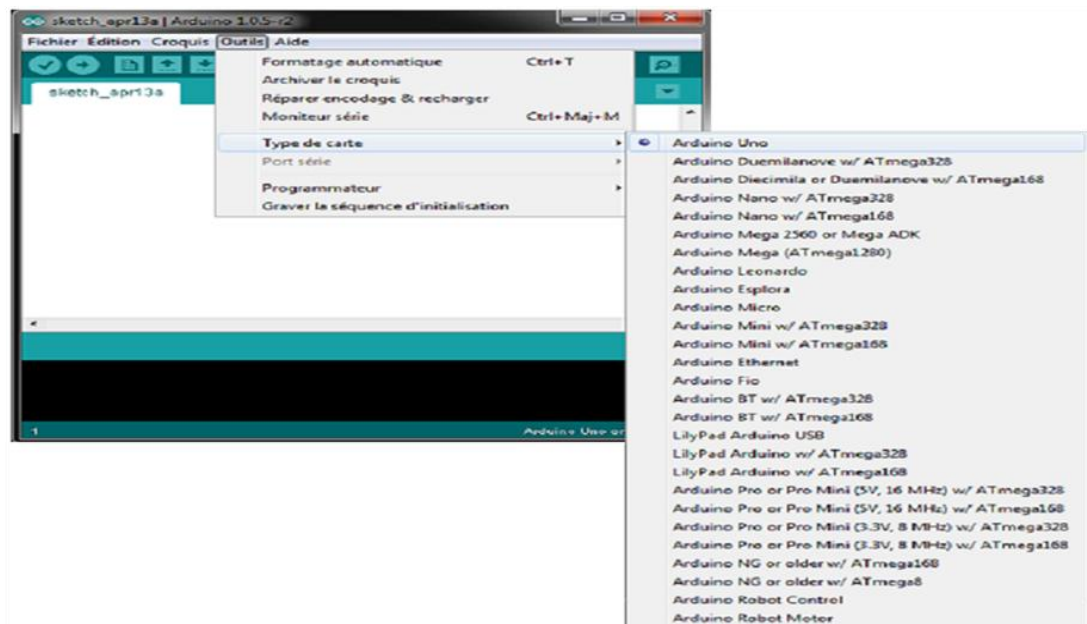 sketch_apr13a | Arduino 1.0.5-r2
Fichier Édition Croquis Outils Aide
sketch_apr13a
Formatage automatique Ctrl+T
Archiver le croquis
Réparer encodage & recharger
Moniteur série Ctrl+Maj+M
Type de carte
Port série
Programmateur
Graver la séquence d'initialisation
Arduino Uno
Arduino Duemilanove w/ ATmega328
Arduino Diecimila or Duemilanove w/ ATmega168
Arduino Nano w/ ATmega328
Arduino Nano w/ ATmega168
Arduino Mega 2560 or Mega ADK
Arduino Mega (ATmega1280)
Arduino Leonardo
Arduino Esplora
Arduino Micro
Arduino Mini w/ ATmega328
Arduino Mini w/ ATmega168
Arduino Ethernet
Arduino Fio
Arduino BT w/ ATmega328
Arduino BT w/ ATmega168
LilyPad Arduino USB
LilyPad Arduino w/ ATmega328
LilyPad Arduino w/ ATmega168
Arduino Pro or Pro Mini (5V, 16 MHz) w/ ATmega328
Arduino Pro or Pro Mini (5V, 16 MHz) w/ ATmega168
Arduino Pro or Pro Mini (3.3V, 8 MHz) w/ ATmega328
Arduino Pro or Pro Mini (3.3V, 8 MHz) w/ ATmega168
Arduino NG or older w/ ATmega168
Arduino NG or older w/ ATmega8
Arduino Robot Control
Arduino Robot Motor
1 Arduino Uno on